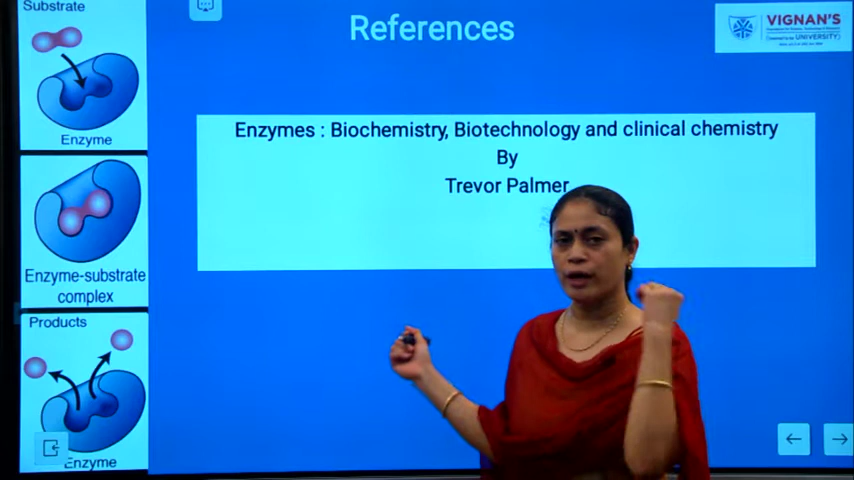 Substrate
Enzyme
Enzyme-substrate
complex
Products
Enzyme
References
VIGNAN'S
UNIVERSITY
Enzymes : Biochemistry, Biotechnology and clinical chemistry
By
Trevor Palmer